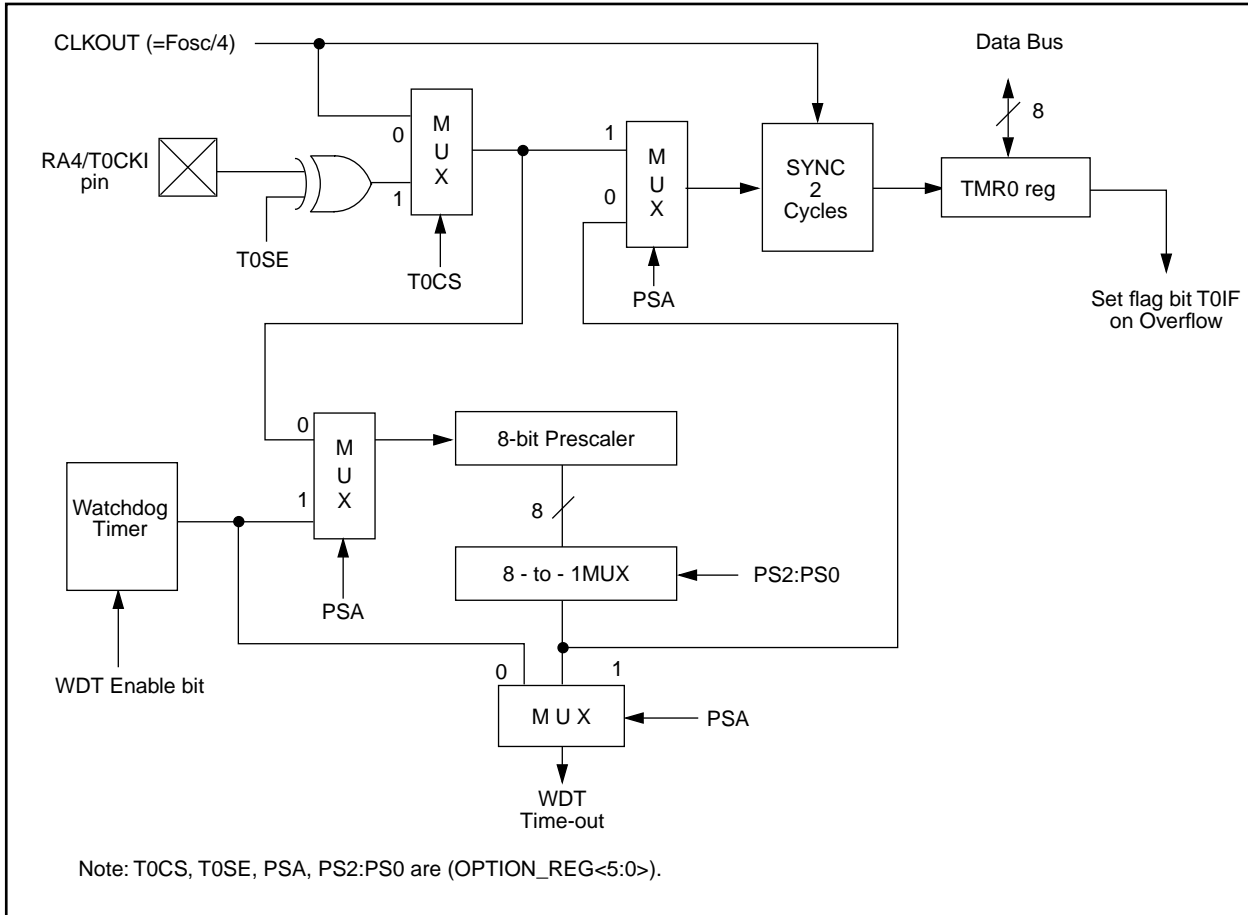 CLKOUT (=Fosc/4)
Data Bus
8
M
U
X
0
1
RA4/T0CKI
pin
T0SE
T0CS
1
0
M
U
X
PSA
SYNC
2
Cycles
TMR0 reg
Set flag bit T0IF
on Overflow
0
1
M
U
X
8-bit Prescaler
Watchdog
Timer
8
8 - to - 1MUX
PS2:PS0
PSA
WDT Enable bit
0
1
M U X
PSA
WDT
Time-out
Note: T0CS, T0SE, PSA, PS2:PS0 are (OPTION_REG<5:0>).